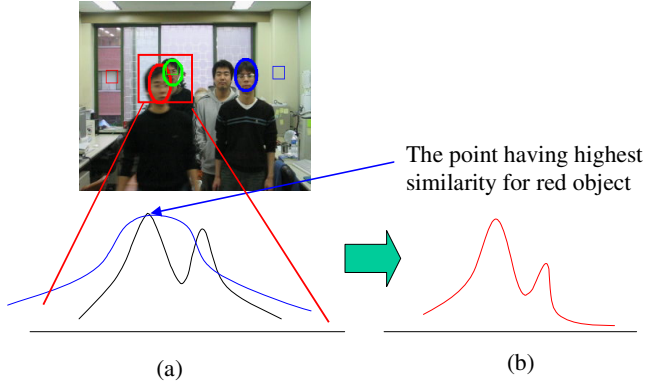 The point having highest
similarity for red object
(a)
(b)